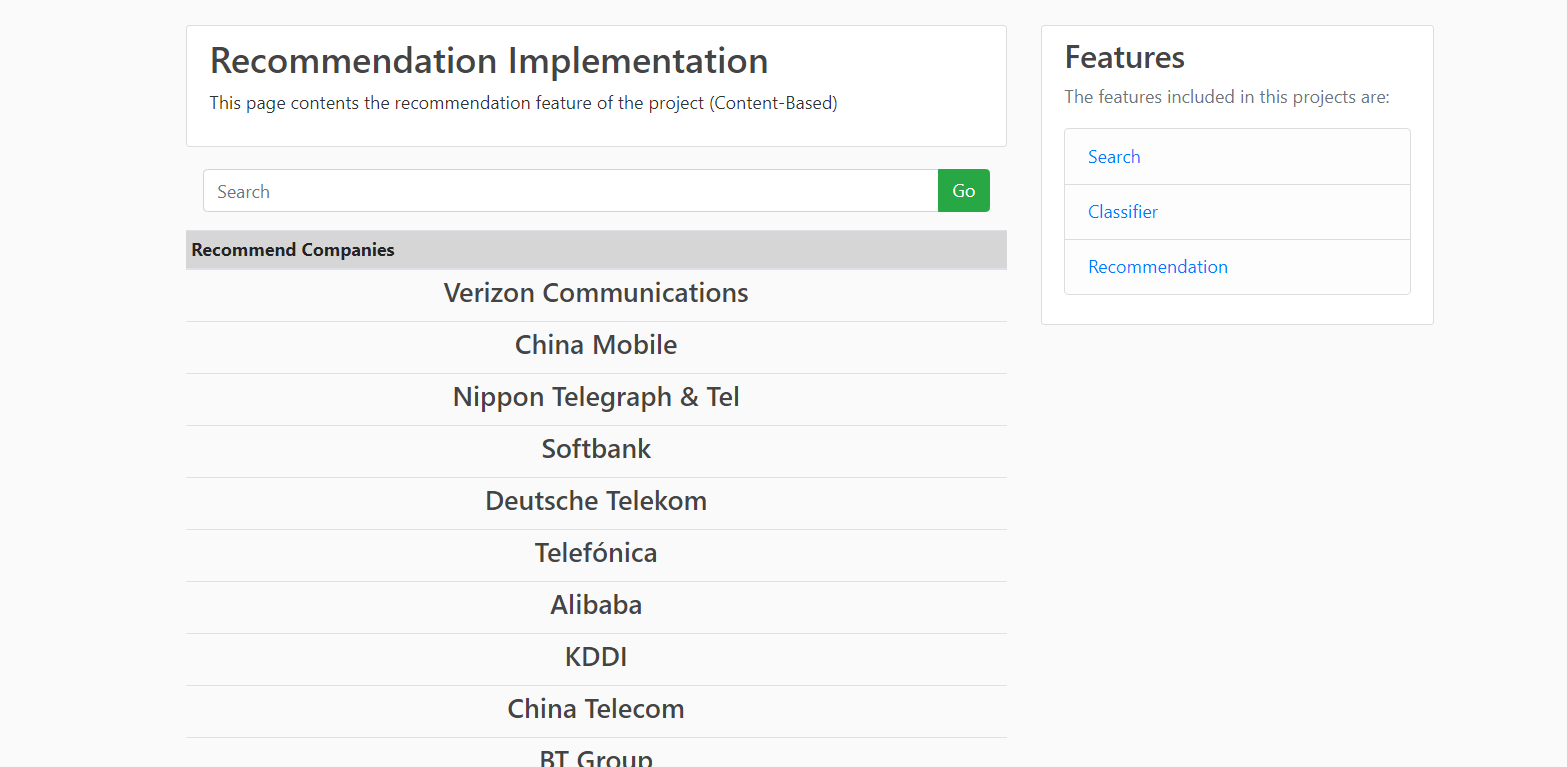 Recommendation Implementation
This page contents the recommendation feature of the project (Content-Based)
Search
Go
Recommend Companies
Verizon Communications
China Mobile
Nippon Telegraph & Tel
Softbank
Deutsche Telekom
Telefónica
Alibaba
KDDI
China Telecom
BT Group
Features
The features included in this projects are:
Search
Classifier
Recommendation